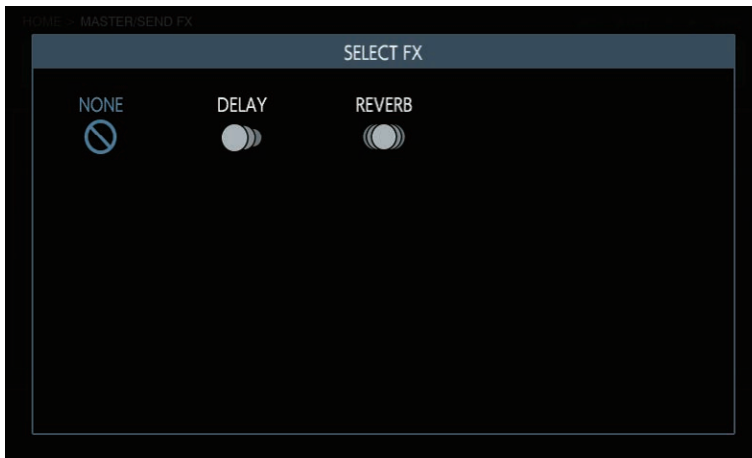 HOME > MASTER/SEND FX
SELECT FX
NONE DELAY REVERB